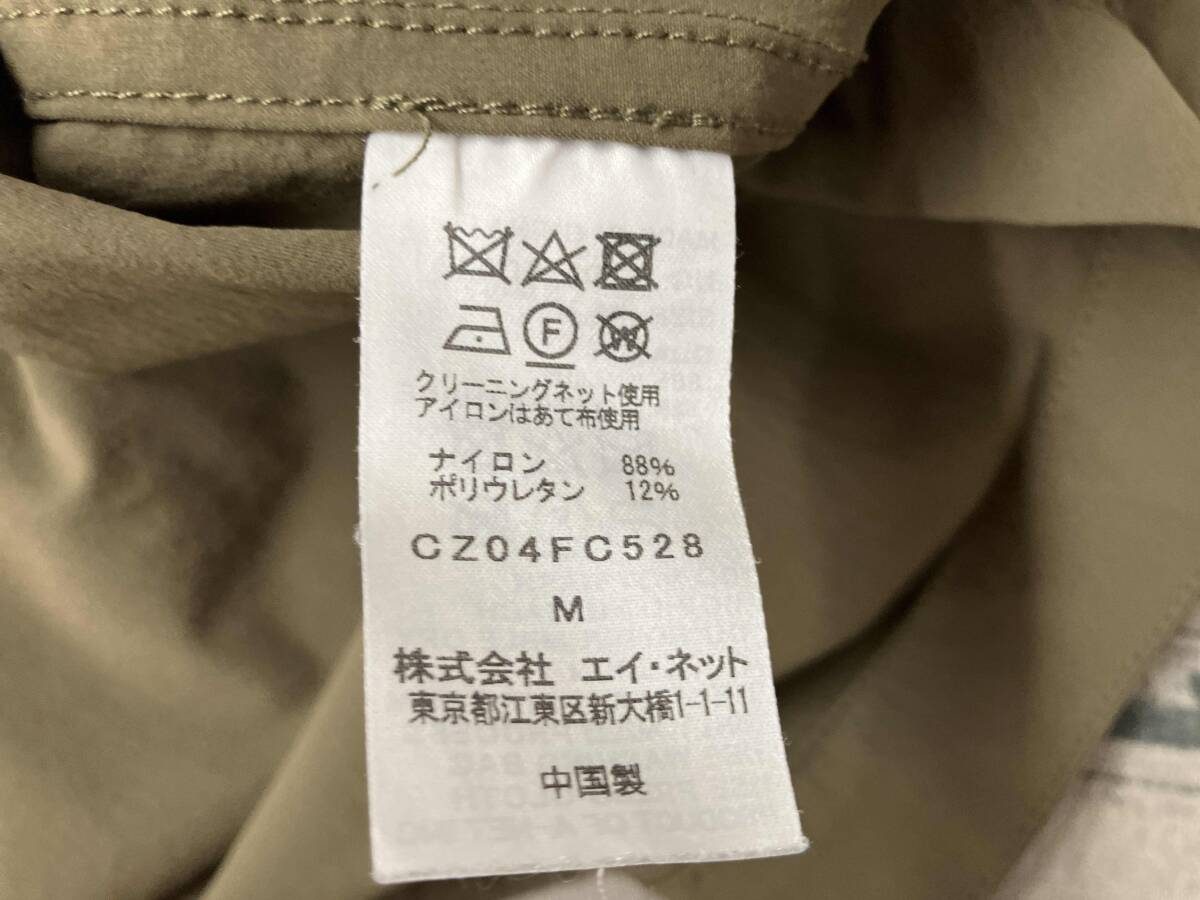 F W
クリーニングネット使用
アイロンはあて布使用
ナイロン 88%
ポリウレタン 12%
CZ04FC528
M
株式会社 エイ・ネット
東京都江東区新大橋1-1-11
中国製